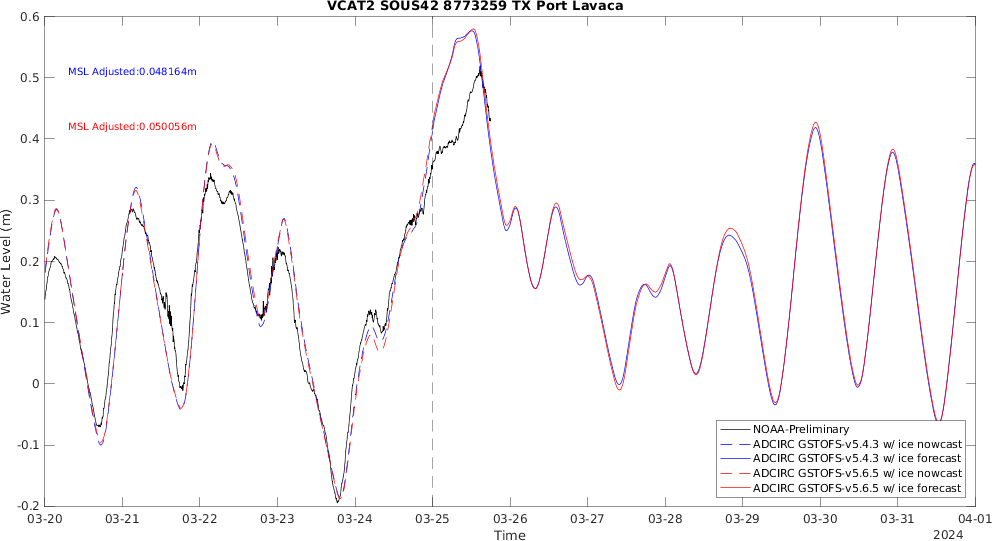 VCAT2 SOUS42 8773259 TX Port Lavaca
0.6
0.5
0.4
0.3
0.2
0.1
0
-0.1
-0.2
Water Level (m)
MSL Adjusted:0.048164m
MSL Adjusted:0.050056m
NOAA-Preliminary
ADCIRC GSTOFS-v5.4.3 w/ ice nowcast
ADCIRC GSTOFS-v5.4.3 w/ ice forecast
ADCIRC GSTOFS-v5.6.5 w/ ice nowcast
ADCIRC GSTOFS-v5.6.5 w/ ice forecast
03-20 03-21 03-22 03-23 03-24 03-25 03-26 03-27 03-28 03-29 03-30 03-31 04-01
Time
2024